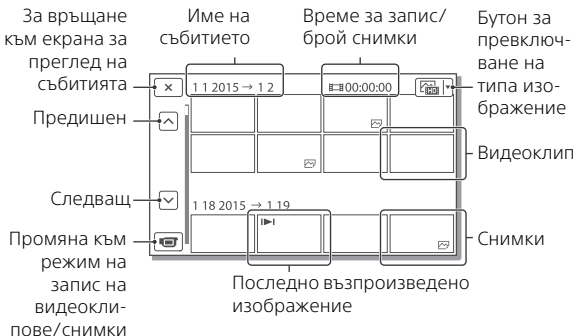 За връщане
към екрана за
преглед на
събитията
Име на
събитието
Време за запис/
брой снимки
Бутон за
превключ-
ване на
типа изо-
бражение
1 1 2015 → 1 2
00:00:00
Предишен
Видеоклип
Следващ
1 18 2015 → 1 19
Промяна към
режим на
запис на
видеокли-
пове/снимки
Снимки
Последно възпроизведено
изображение